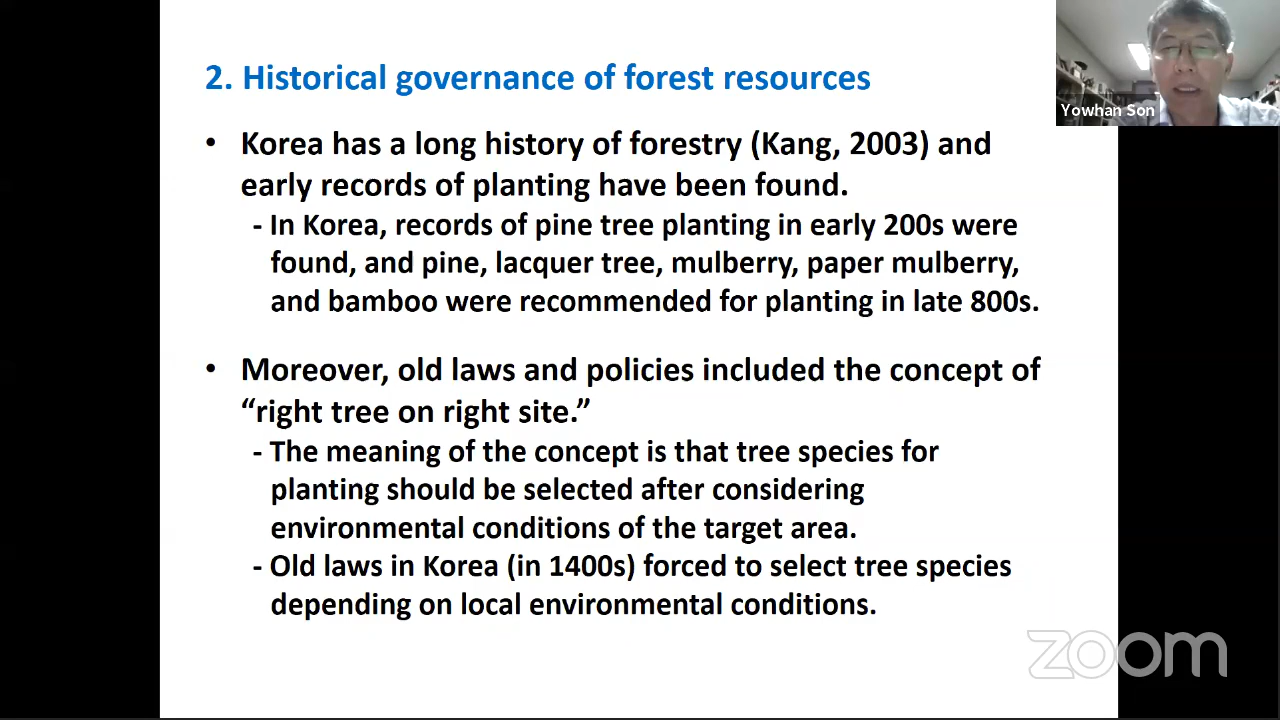 2. Historical governance of forest resources
Yowhan Son
• Korea has a long history of forestry (Kang, 2003) and
early records of planting have been found.
- In Korea, records of pine tree planting in early 200s were
found, and pine, lacquer tree, mulberry, paper mulberry,
and bamboo were recommended for planting in late 800s.
• Moreover, old laws and policies included the concept of
“right tree on right site.”
- The meaning of the concept is that tree species for
planting should be selected after considering
environmental conditions of the target area.
- Old laws in Korea (in 1400s) forced to select tree species
depending on local environmental conditions.
zoom